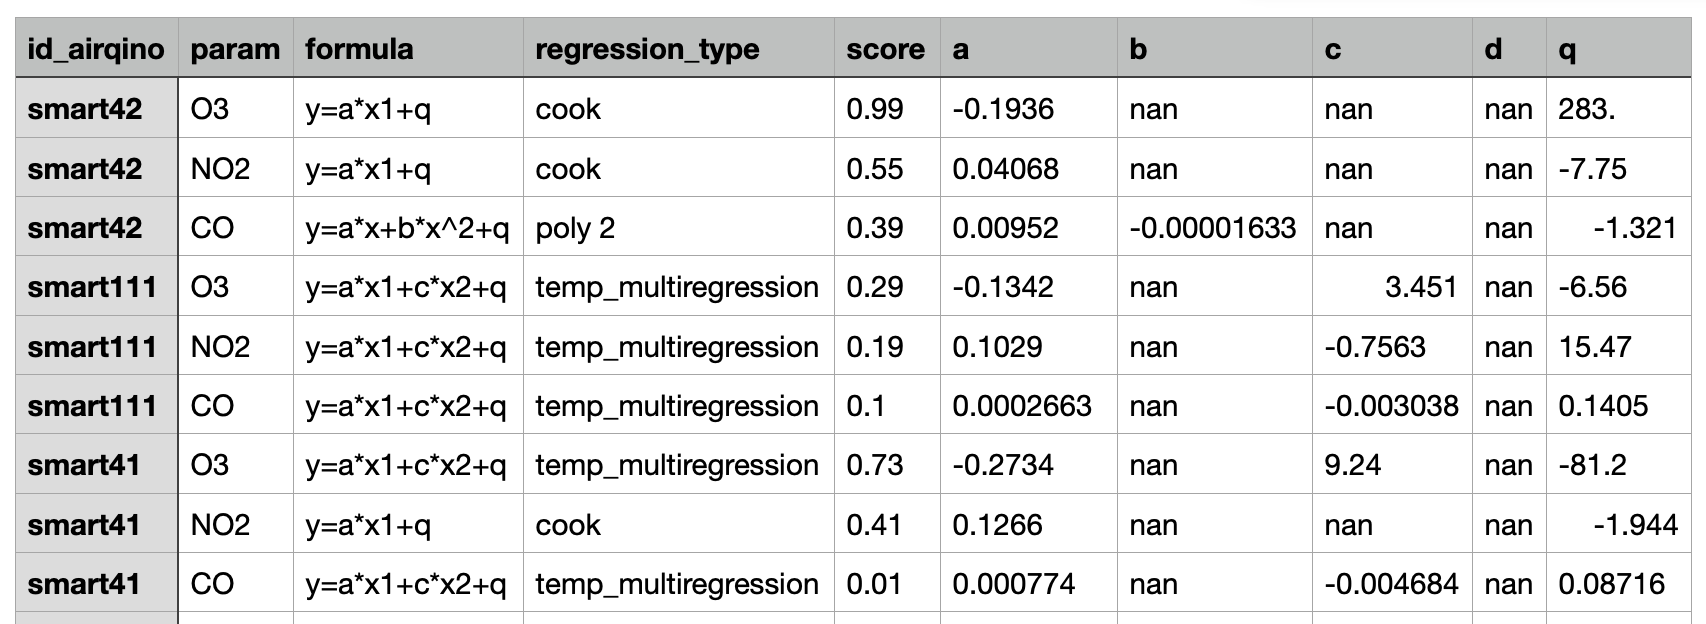 id_airqino param formula regression_type score a b c d q
smart42 O3 y=a*x1+q cook 0.99 -0.1936 nan nan nan 283.
smart42 NO2 y=a*x1+q cook 0.55 0.04068 nan nan nan -7.75
smart42 CO y=a*x+b*x^2+q poly 2 0.39 0.00952 -0.00001633 nan nan -1.321
smart111 O3 y=a*x1+c*x2+q temp_multiregression 0.29 -0.1342 nan 3.451 nan -6.56
smart111 NO2 y=a*x1+c*x2+q temp_multiregression 0.19 0.1029 nan -0.7563 nan 15.47
smart111 CO y=a*x1+c*x2+q temp_multiregression 0.1 0.0002663 nan -0.003038 nan 0.1405
smart41 O3 y=a*x1+c*x2+q temp_multiregression 0.73 -0.2734 nan 9.24 nan -81.2
smart41 NO2 y=a*x1+q cook 0.41 0.1266 nan nan nan -1.944
smart41 CO y=a*x1+c*x2+q temp_multiregression 0.01 0.000774 nan -0.004684 nan 0.08716